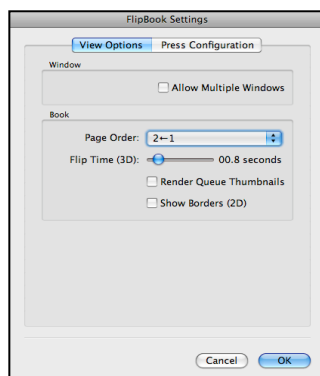 FlipBook Settings
View Options Press Configuration
Window
Allow Multiple Windows
Book
Page Order: 2←1
Flip Time (3D): 00.8 seconds
Render Queue Thumbnails
Show Borders (2D)
Cancel OK